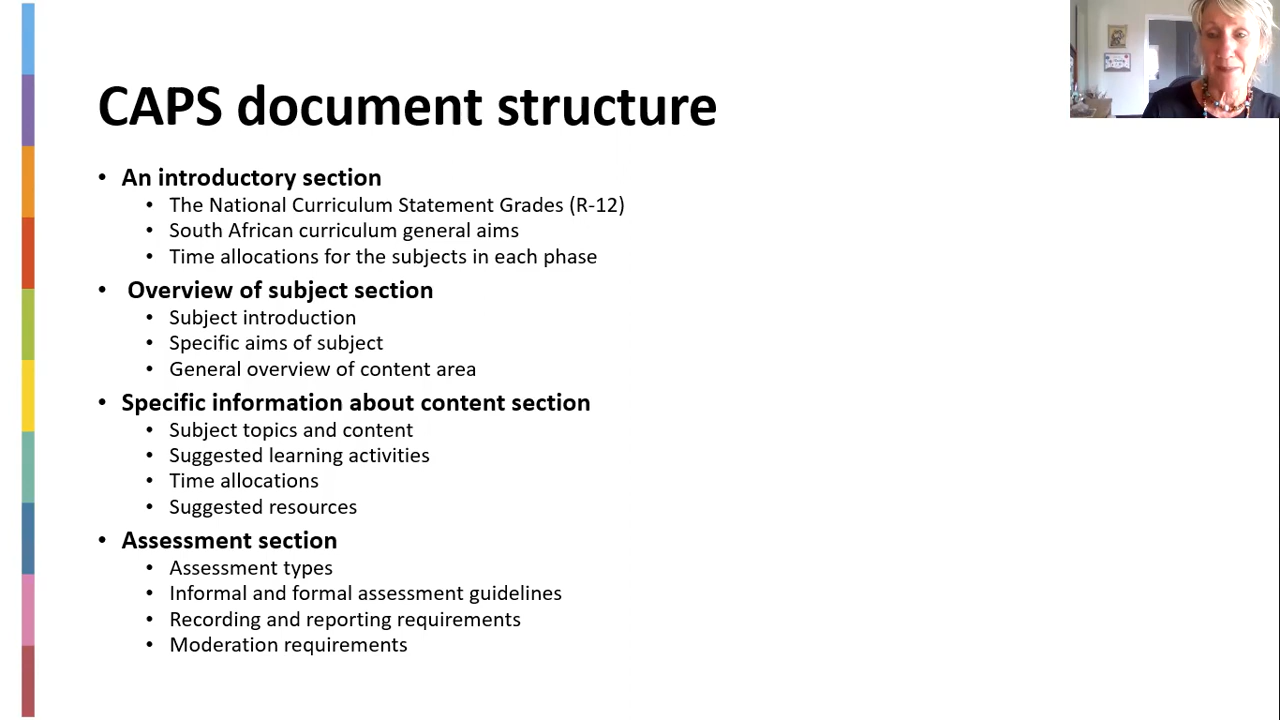 CAPS document structure
• An introductory section
• The National Curriculum Statement Grades (R-12)
• South African curriculum general aims
• Time allocations for the subjects in each phase
• Overview of subject section
• Subject introduction
• Specific aims of subject
• General overview of content area
• Specific information about content section
• Subject topics and content
• Suggested learning activities
• Time allocations
• Suggested resources
• Assessment section
• Assessment types
• Informal and formal assessment guidelines
• Recording and reporting requirements
• Moderation requirements